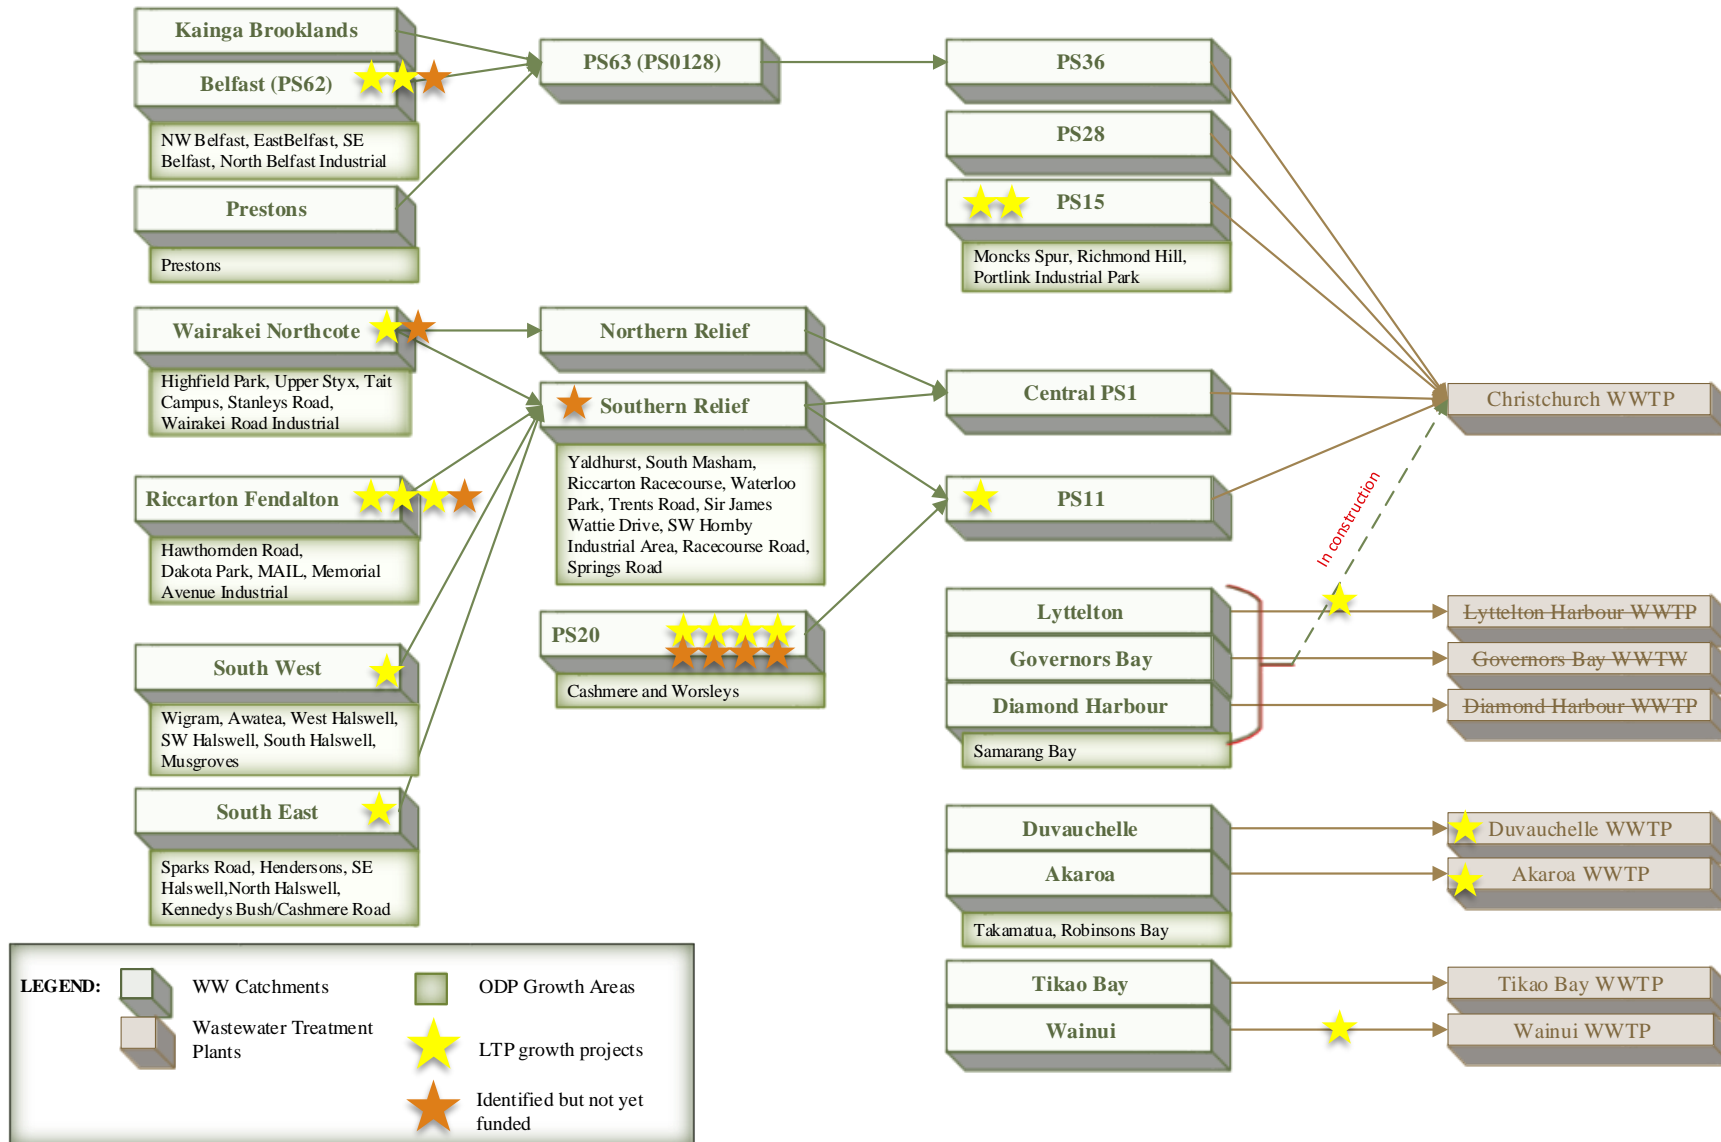 Kainga Brooklands
Belfast (PS62)
NW Belfast, EastBelfast, SE
Belfast, North Belfast Industrial
Prestons
Prestons
PS63 (PS0128)
PS36
PS28
PS15
Moncks Spur, Richmond Hill,
Portlink Industrial Park
Wairakei Northcote
Highfield Park, Upper Styx, Tait
Campus, Stanleys Road,
Wairakei Road Industrial
Northern Relief
Southern Relief
Yaldhurst, South Masham,
Riccarton Racecourse, Waterloo
Park, Trents Road, Sir James
Wattie Drive, SW Hornby
Industrial Area, Racecourse Road,
Springs Road
Central PS1
Christchurch WWTP
Riccarton Fendalton
Hawthornden Road,
Dakota Park, MAIL, Memorial
Avenue Industrial
PS11
In construction
South West
Wigram, Awatea, West Halswell,
SW Halswell, South Halswell,
Musgroves
PS20
Cashmere and Worsleys
Lyttelton
Governors Bay
Diamond Harbour
Samarang Bay
Lyttelton Harbour WWTP
Governors Bay WWTW
Diamond Harbour WWTP
South East
Sparks Road, Hendersons, SE
Halswell,North Halswell,
Kennedys Bush/Cashmere Road
Duvauchelle
Akaroa
Takamatua, Robinsons Bay
Duvauchelle WWTP
Akaroa WWTP
Tikao Bay
Wainui
Tikao Bay WWTP
Wainui WWTP
LEGEND:
WW Catchments
Wastewater Treatment
Plants
ODP Growth Areas
LTP growth projects
Identified but not yet
funded